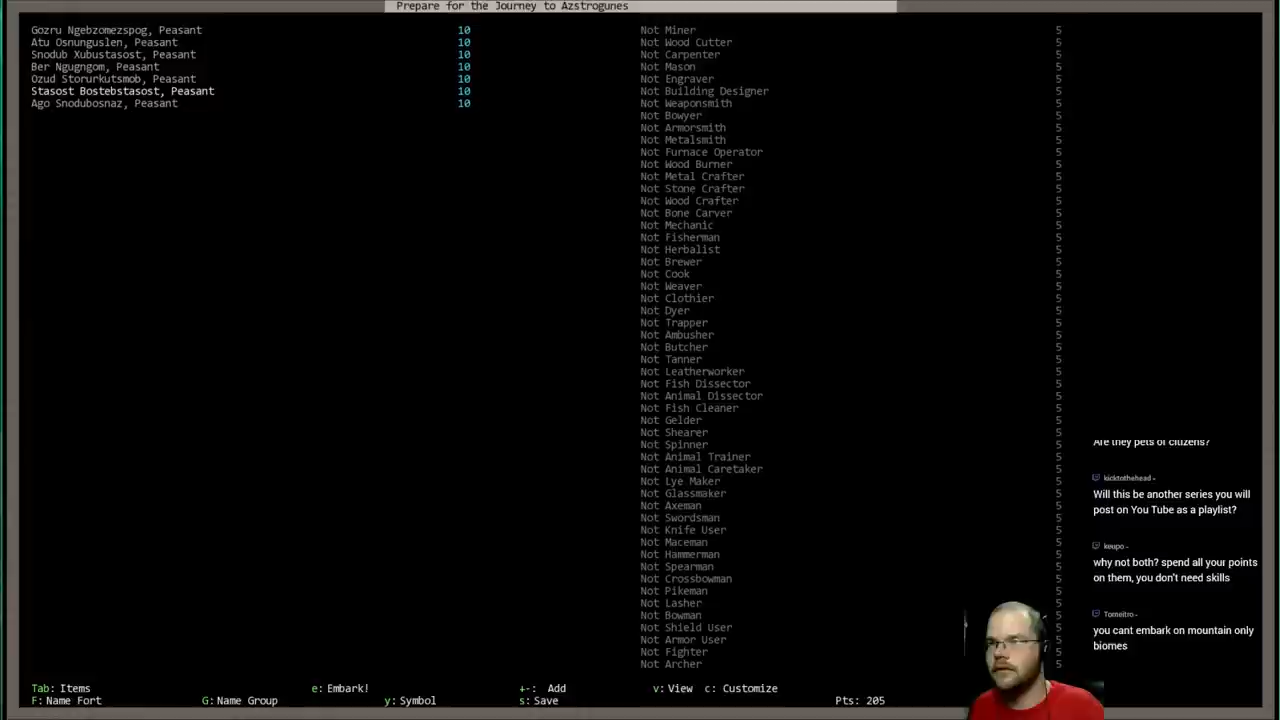 Prepare for the Journey to Azstrogunes
Gozru Ngebzomezspog, Peasant 10
Atu Osnunguslen, Peasant 10
Snodub Xubustasost, Peasant 10
Ber Ngugngom, Peasant 10
Ozud Storurkutsmob, Peasant 10
Stasost Bostebstasost, Peasant 10
Ago Snodubosnaz, Peasant 10
Not Miner 5
Not Wood Cutter 5
Not Carpenter 5
Not Mason 5
Not Engraver 5
Not Building Designer 5
Not Weaponsmith 5
Not Bowyer 5
Not Armorsmith 5
Not Metalsmith 5
Not Furnace Operator 5
Not Wood Burner 5
Not Metal Crafter 5
Not Stone Crafter 5
Not Wood Crafter 5
Not Bone Carver 5
Not Mechanic 5
Not Fisherman 5
Not Herbalist 5
Not Brewer 5
Not Cook 5
Not Weaver 5
Not Clothier 5
Not Dyer 5
Not Trapper 5
Not Ambusher 5
Not Butcher 5
Not Tanner 5
Not Leatherworker 5
Not Fish Dissector 5
Not Animal Dissector 5
Not Fish Cleaner 5
Not Gelder 5
Not Shearer 5
Not Spinner 5
Not Animal Trainer 5
Not Animal Caretaker 5
Not Lye Maker 5
Not Glassmaker 5
Not Axeman 5
Not Swordsman 5
Not Knife User 5
Not Maceman 5
Not Hammerman 5
Not Spearman 5
Not Crossbowman 5
Not Pikeman 5
Not Lasher 5
Not Bowman 5
Not Shield User 5
Not Armor User 5
Not Fighter 5
Not Archer 5
Are they pets of citizens?
kicktothehead -
Will this be another series you will
post on You Tube as a playlist?
keupo -
why not both? spend all your points
on them, you don't need skills
Tomeitro -
you cant embark on mountain only
biomes
Tab: Items e: Embark! +-: Add v: View c: Customize
F: Name Fort G: Name Group y: Symbol s: Save Pts: 205